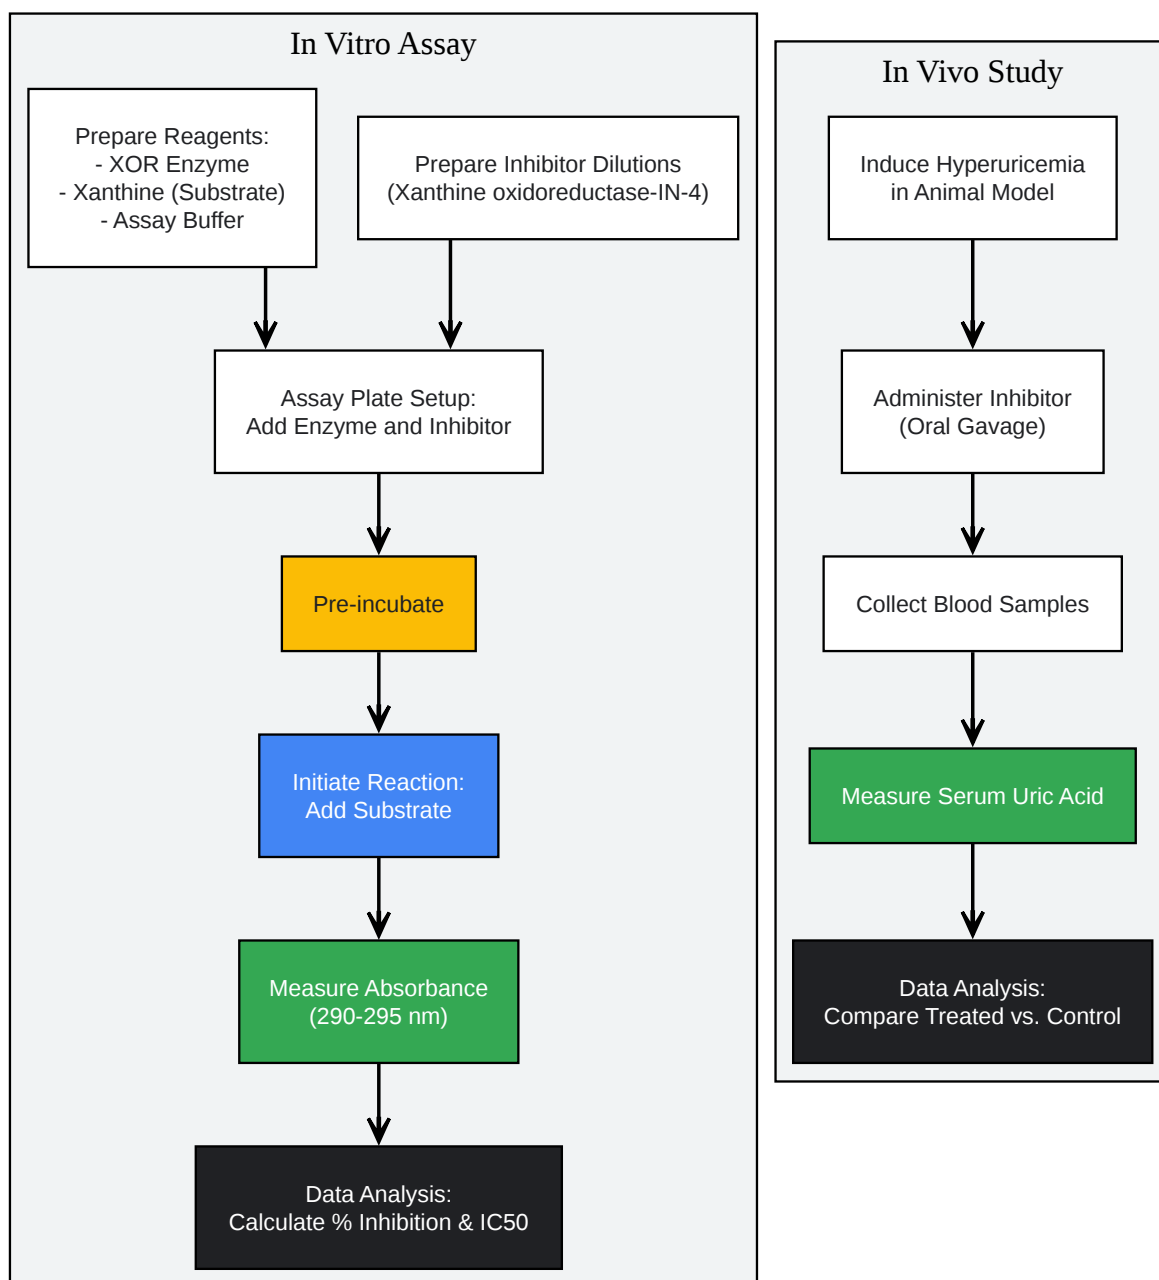 In Vitro Assay
Prepare Reagents:
- XOR Enzyme
- Xanthine (Substrate)
- Assay Buffer
Prepare Inhibitor Dilutions
(Xanthine oxidoreductase-IN-4)
Assay Plate Setup:
Add Enzyme and Inhibitor
Pre-incubate
Initiate Reaction:
Add Substrate
Measure Absorbance
(290-295 nm)
Data Analysis:
Calculate % Inhibition & IC50
In Vivo Study
Induce Hyperuricemia
in Animal Model
Administer Inhibitor
(Oral Gavage)
Collect Blood Samples
Measure Serum Uric Acid
Data Analysis:
Compare Treated vs. Control